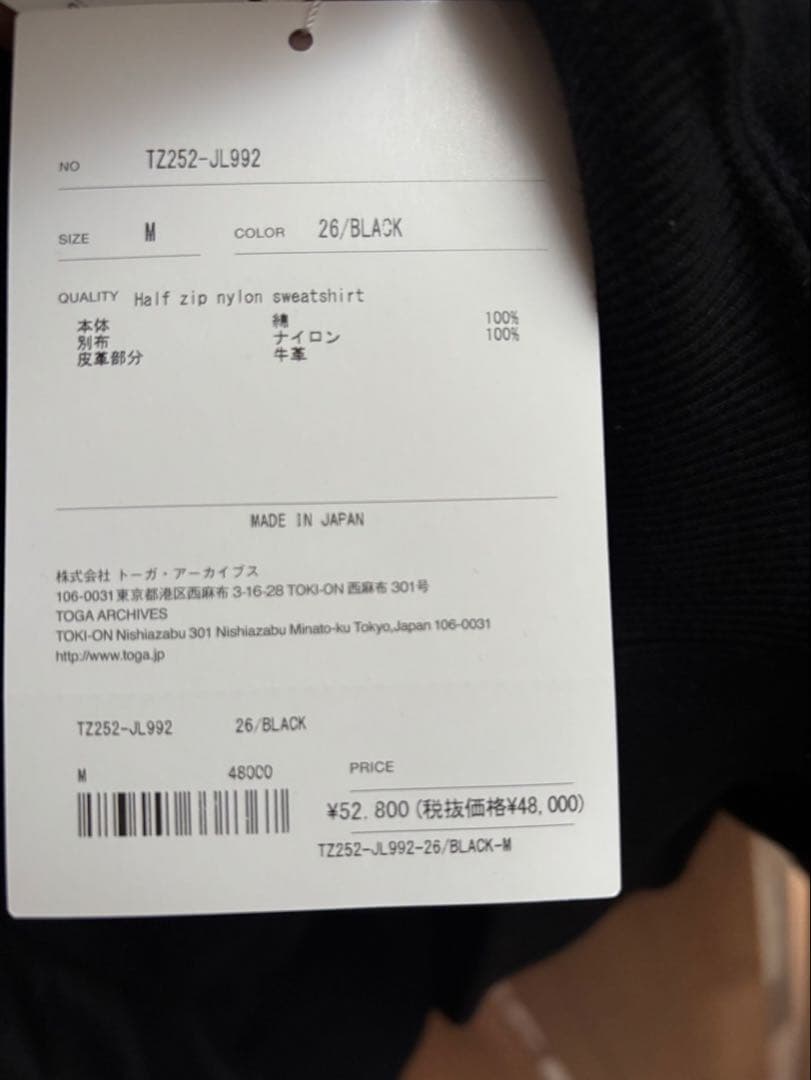 NO TZ252-JL992
SIZE M COLOR 26/BLACK
QUALITY Half zip nylon sweatshirt
本体 綿 100%
別布 ナイロン 100%
皮革部分 牛革
MADE IN JAPAN
株式会社 トーガ・アーカイブス
106-0031 東京都港区西麻布 3-16-28 TOKI-ON 西麻布 301号
TOGA ARCHIVES
TOKI-ON Nishiazabu 301 Nishiazabu Minato-ku Tokyo,Japan 106-0031
http://www.toga.jp
TZ252-JL992 26/BLACK
M 48000 PRICE
¥52,800(税抜価格¥48,000)
TZ252-JL992-26/BLACK-M